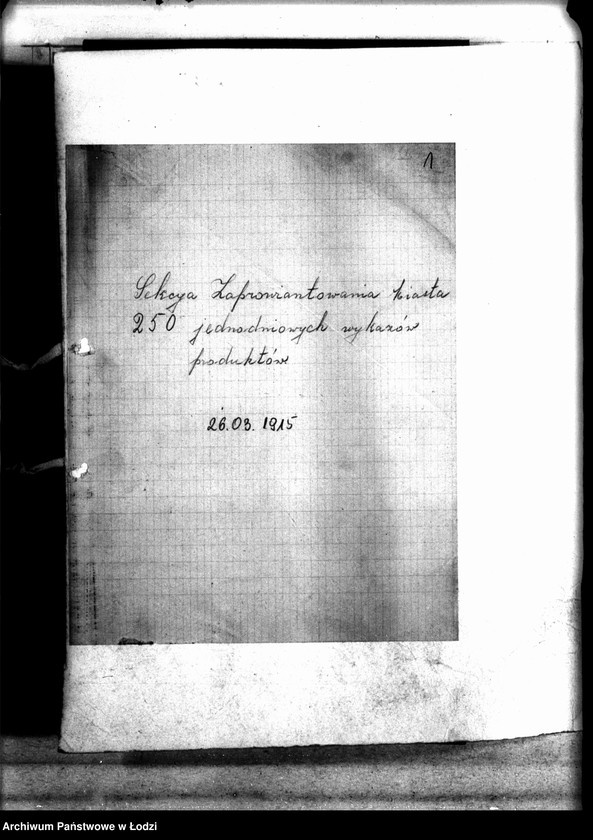 1
Sekcya Zaprowiantowania Miasta
250 jednodniowych wykazów
produktów
26.03.1915
Archiwum Państwowe w Łodzi